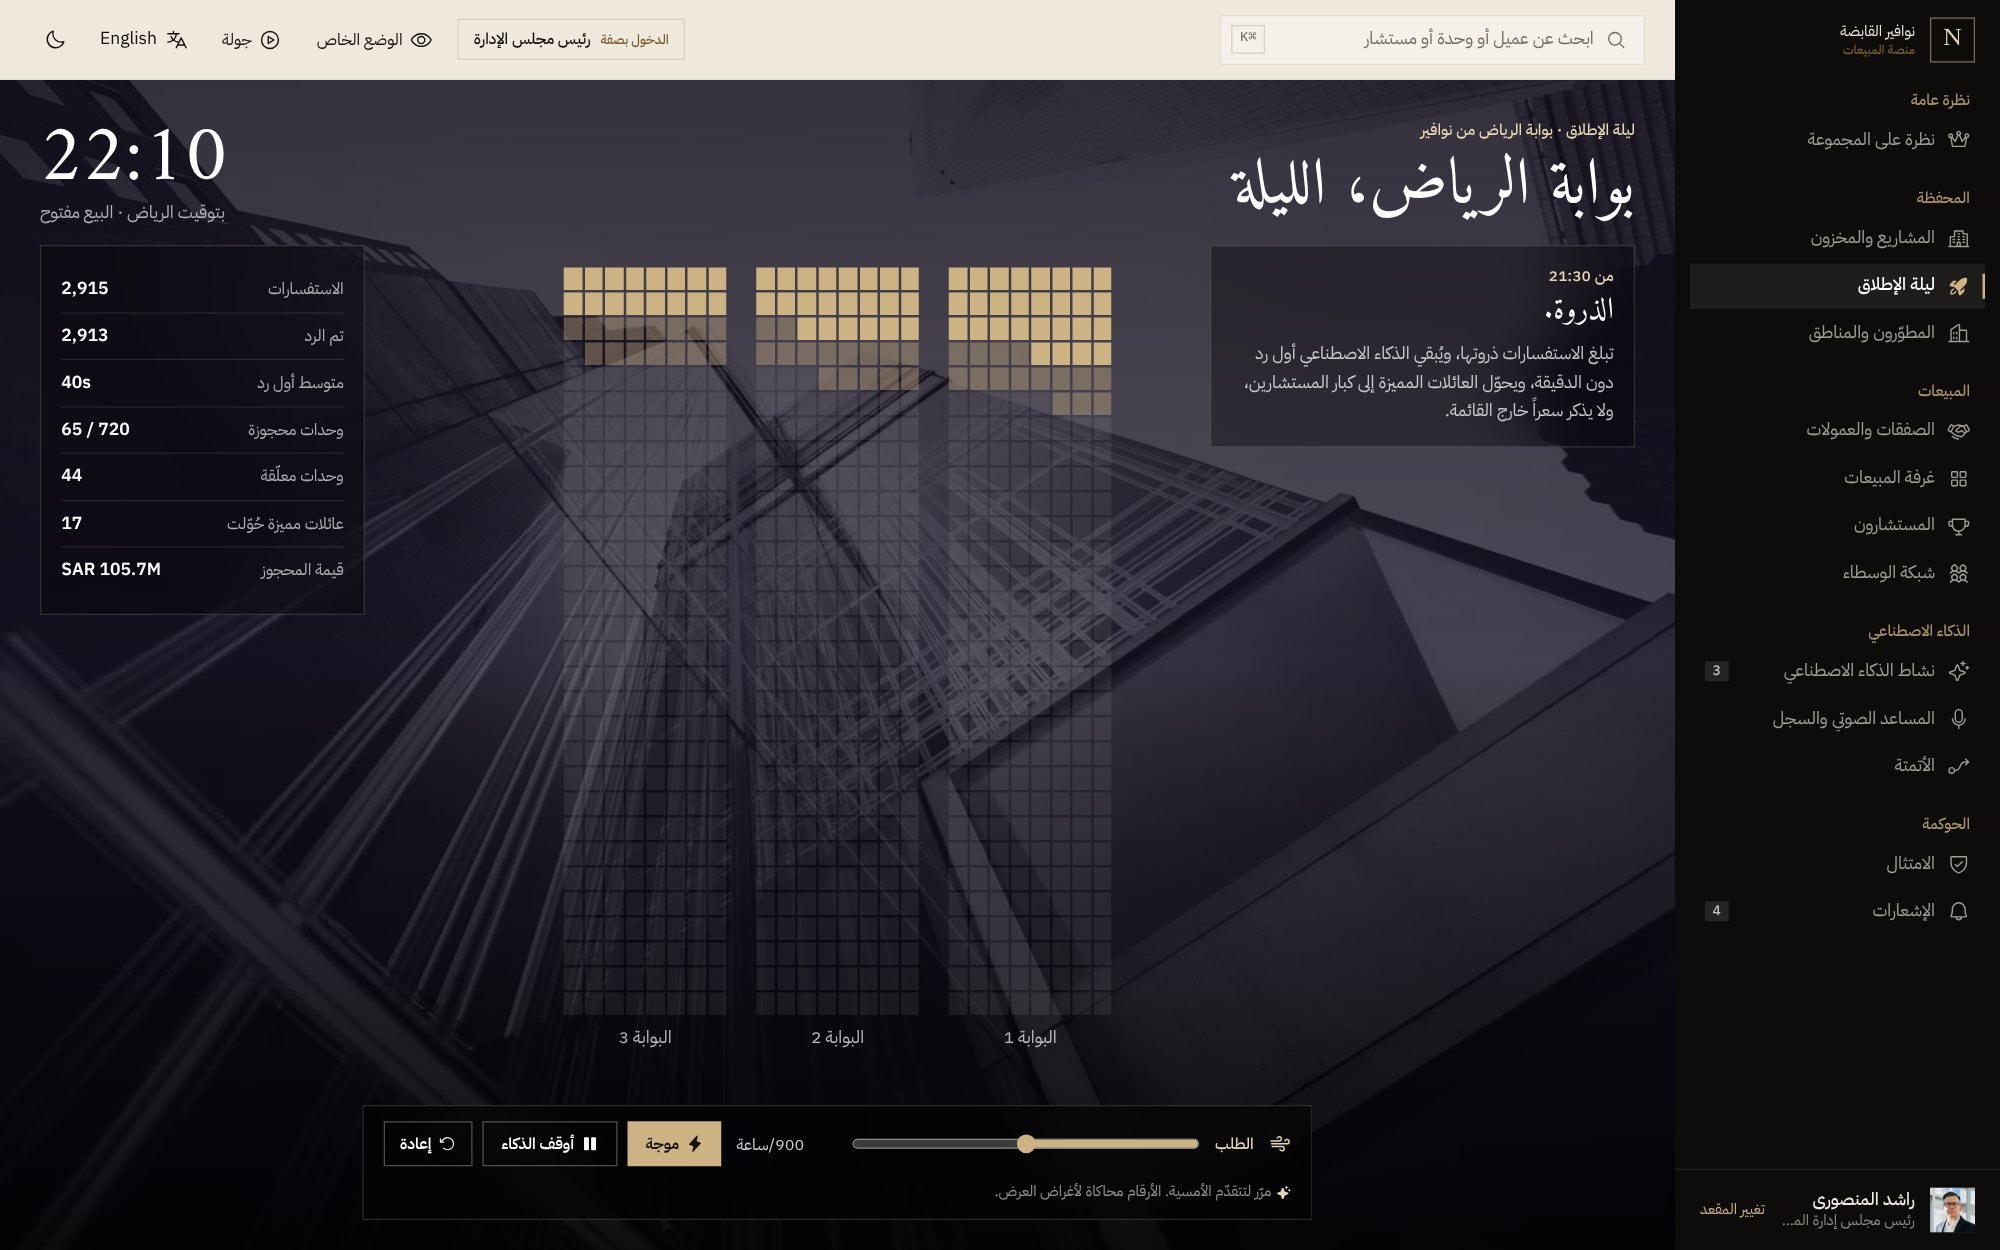 N
نوافير القابضة
منصة المبيعات
نظرة عامة
نظرة على المجموعة
المحفظة
المشاريع والمخزون
ليلة الإطلاق
المطوّرون والمناطق
المبيعات
الصفقات والعمولات
غرفة المبيعات
المستشارون
شبكة الوسطاء
الذكاء الاصطناعي
نشاط الذكاء الاصطناعي 3
المساعد الصوتي والسجل
الأتمتة
الحوكمة
الامتثال
الإشعارات 4
راشد المنصوري
رئيس مجلس إدارة المـ...
تغيير المقعد
ابحث عن عميل أو وحدة أو مستشار
⌘K
الدخول بصفة رئيس مجلس الإدارة
الوضع الخاص
جولة
English
ليلة الإطلاق · بوابة الرياض من نوافير
بوابة الرياض، الليلة
من 21:30
الذروة.
تبلغ الاستفسارات ذروتها، ويُبقي الذكاء الاصطناعي أول رد
دون الدقيقة، ويحوّل العائلات المميزة إلى كبار المستشارين،
ولا يذكر سعراً خارج القائمة.
22:10
بتوقيت الرياض · البيع مفتوح
الاستفسارات 2,915
تم الرد 2,913
متوسط أول رد 40s
وحدات محجوزة 65 / 720
وحدات معلّقة 44
عائلات مميزة حُوّلت 17
قيمة المحجوز SAR 105.7M
البوابة 1
البوابة 2
البوابة 3
الطلب
900/ساعة
موجة
أوقف الذكاء
إعادة
مرّر لتتقدّم الأمسية. الأرقام محاكاة لأغراض العرض.